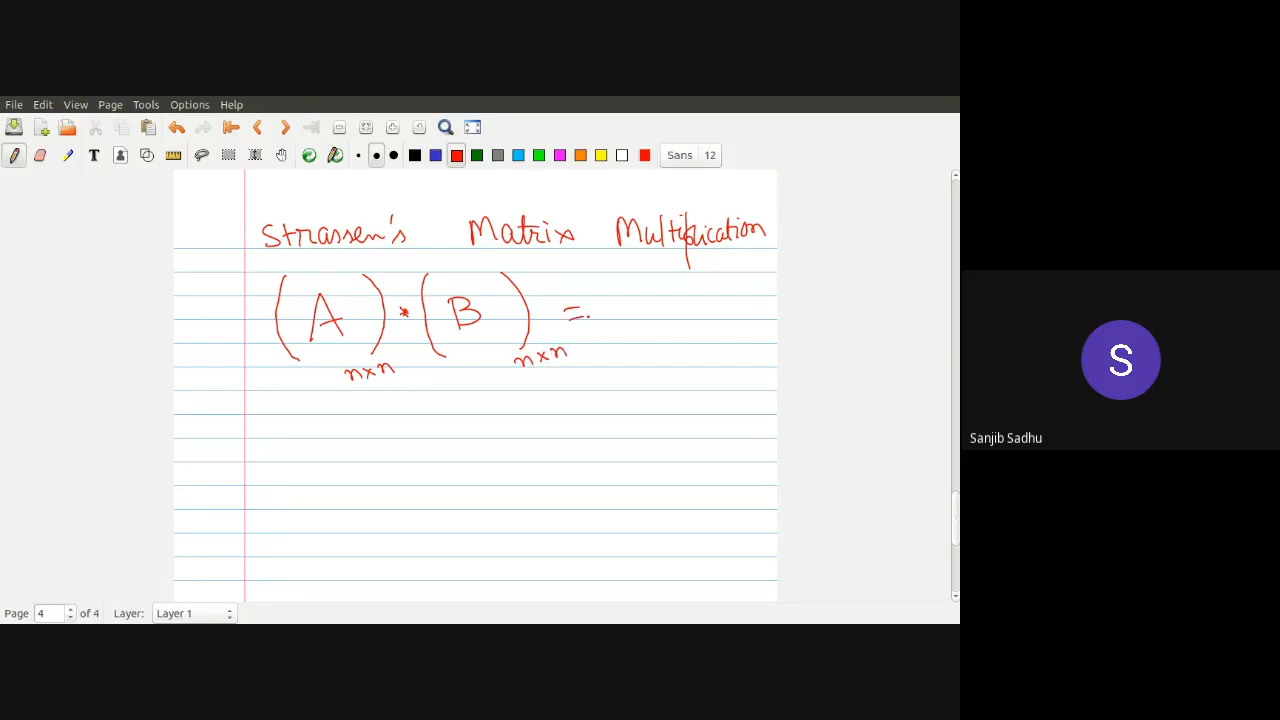 File Edit View Page Tools Options Help
Sans 12
Strassen's Matrix Multiplication
(A) * (B) =.
n×n n×n
S
Sanjib Sadhu
Page 4 of 4 Layer: Layer 1